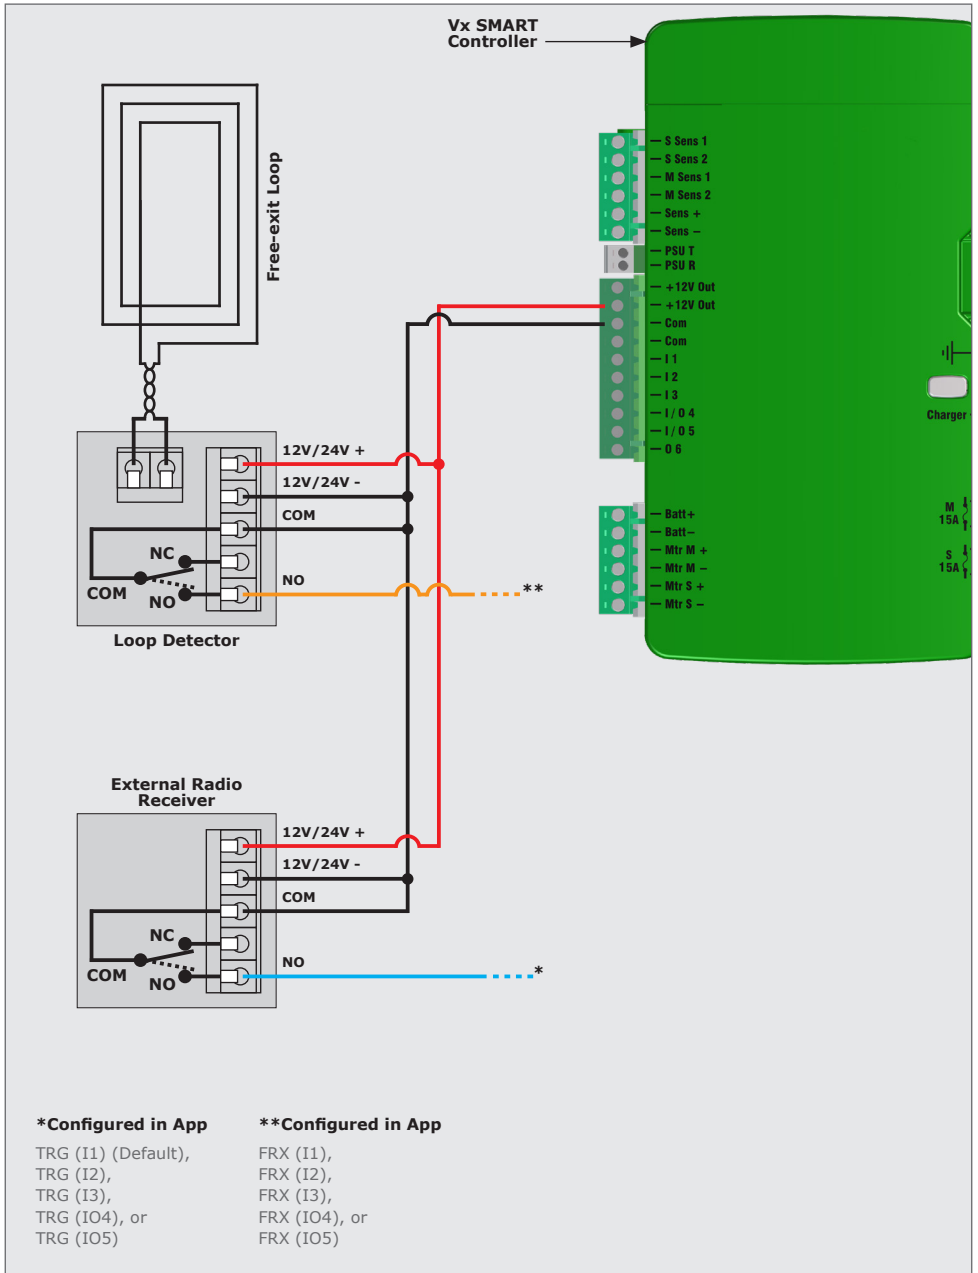 Vx SMART
Controller
Free-exit Loop
S Sens 1
S Sens 2
M Sens 1
M Sens 2
Sens +
Sens –
PSU T
PSU R
+12V Out
+12V Out
Com
Com
I 1
I 2
I 3
I / O 4
I / O 5
O 6
Charger
Batt+
Batt–
Mtr M +
Mtr M –
Mtr S +
Mtr S –
M
15A
S
15A
12V/24V +
12V/24V -
COM
NC
COM
NO
NO
**
Loop Detector
External Radio
Receiver
12V/24V +
12V/24V -
COM
NC
COM
NO
NO
*
*Configured in App
TRG (I1) (Default),
TRG (I2),
TRG (I3),
TRG (IO4), or
TRG (IO5)
**Configured in App
FRX (I1),
FRX (I2),
FRX (I3),
FRX (IO4), or
FRX (IO5)